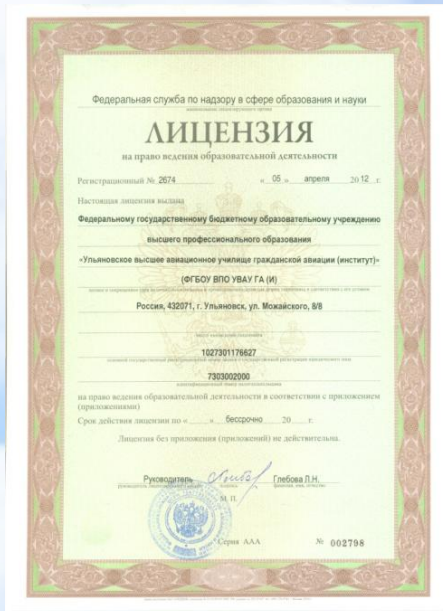 Федеральная служба по надзору в сфере образования и науки
ЛИЦЕНЗИЯ
на право ведения образовательной деятельности
Регистрационный № 2674 « 05 » апреля 2012 г.
Настоящая лицензия выдана
Федеральному государственному бюджетному образовательному учреждению
высшего профессионального образования
«Ульяновское высшее авиационное училище гражданской авиации (институт)»
(ФГБОУ ВПО УВАУ ГА (И)
Россия, 432071, г. Ульяновск, ул. Можайского, 8/8
место нахождения лицензиата
1027301176627
7303002000
на право ведения образовательной деятельности в соответствии с приложением
(приложениями)
Срок действия лицензии по « » бессрочно 20 г.
Лицензия без приложения (приложений) не действительна.
Руководитель Глебова Л.Н.
М. П.
Серия ААА № 002798